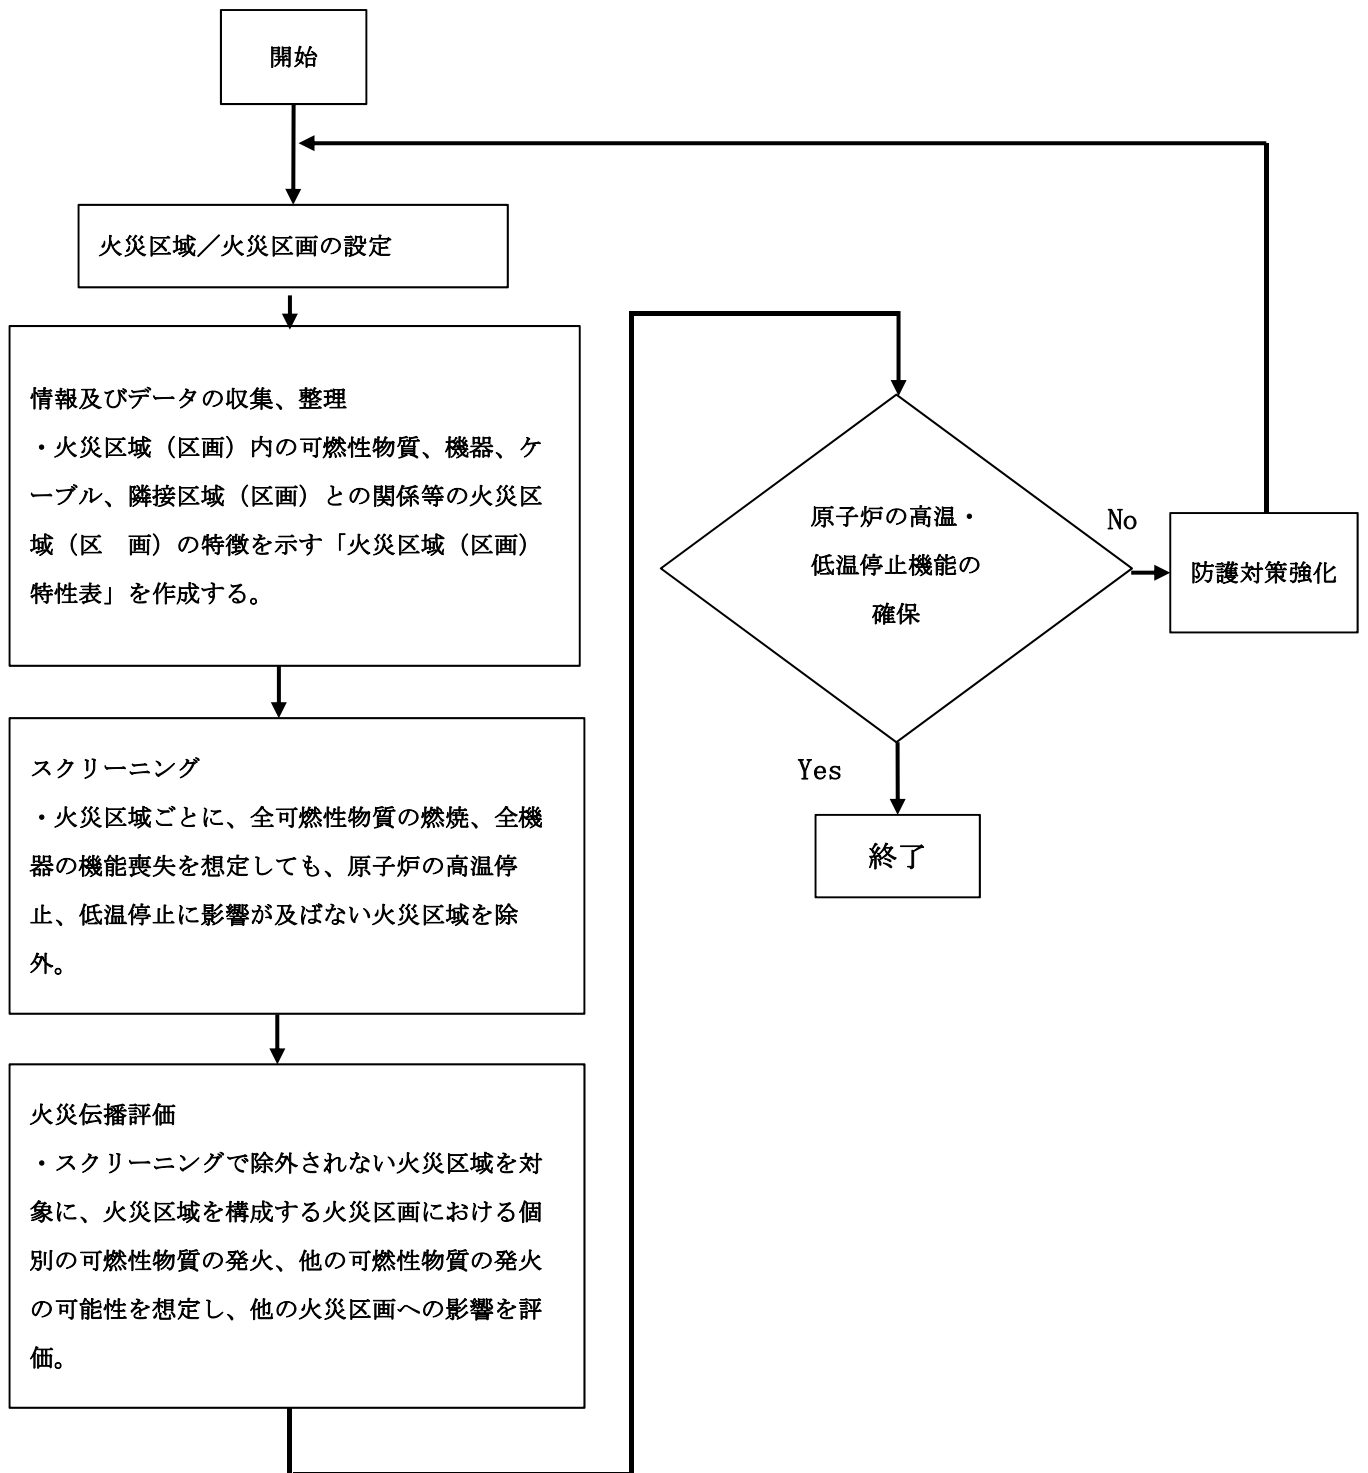 開始
火災区域／火災区画の設定
情報及びデータの収集、整理
・火災区域（区画）内の可燃性物質、機器、ケ
ーブル、隣接区域（区画）との関係等の火災区
域（区　画）の特徴を示す「火災区域（区画）
特性表」を作成する。
スクリーニング
・火災区域ごとに、全可燃性物質の燃焼、全機
器の機能喪失を想定しても、原子炉の高温停
止、低温停止に影響が及ばない火災区域を除
外。
火災伝播評価
・スクリーニングで除外されない火災区域を対
象に、火災区域を構成する火災区画における個
別の可燃性物質の発火、他の可燃性物質の発火
の可能性を想定し、他の火災区画への影響を評
価。
原子炉の高温・
低温停止機能の
確保
No
防護対策強化
Yes
終了